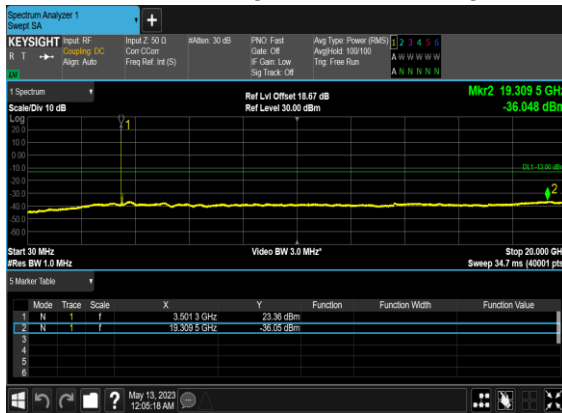 Spectrum Analyzer 1
Swept SA
+
KEYSIGHT Input: RF Input Z: 50 Ω #Atten: 30 dB PNO: Fast Avg Type: Power (RMS) 1 2 3 4 5 6
R T Coupling: DC Corr CCorr Gate: Off Avg|Hold: 100/100 A W W W W W
Align: Auto Freq Ref: Int (S) IF Gain: Low Trig: Free Run
Sig Track: Off A N N N N N
1 Spectrum Ref Lvl Offset 18.67 dB Mkr2 19.309 5 GHz
Scale/Div 10 dB Ref Level 30.00 dBm -36.048 dBm
Log
1
20.0
10.0
0.00
-10.0
DL1 -13.00 dBm
-20.0
-30.0
2
-40.0
-50.0
-60.0
Start 30 MHz Video BW 3.0 MHz* Stop 20.000 GH
#Res BW 1.0 MHz Sweep 34.7 ms (40001 pts
5 Marker Table
Mode Trace Scale X Y Function Function Width Function Value
1 N 1 f 3.501 3 GHz 23.36 dBm
2 N 1 f 19.309 5 GHz -36.05 dBm
3
4
5
6
? May 13, 2023
12:05:18 AM